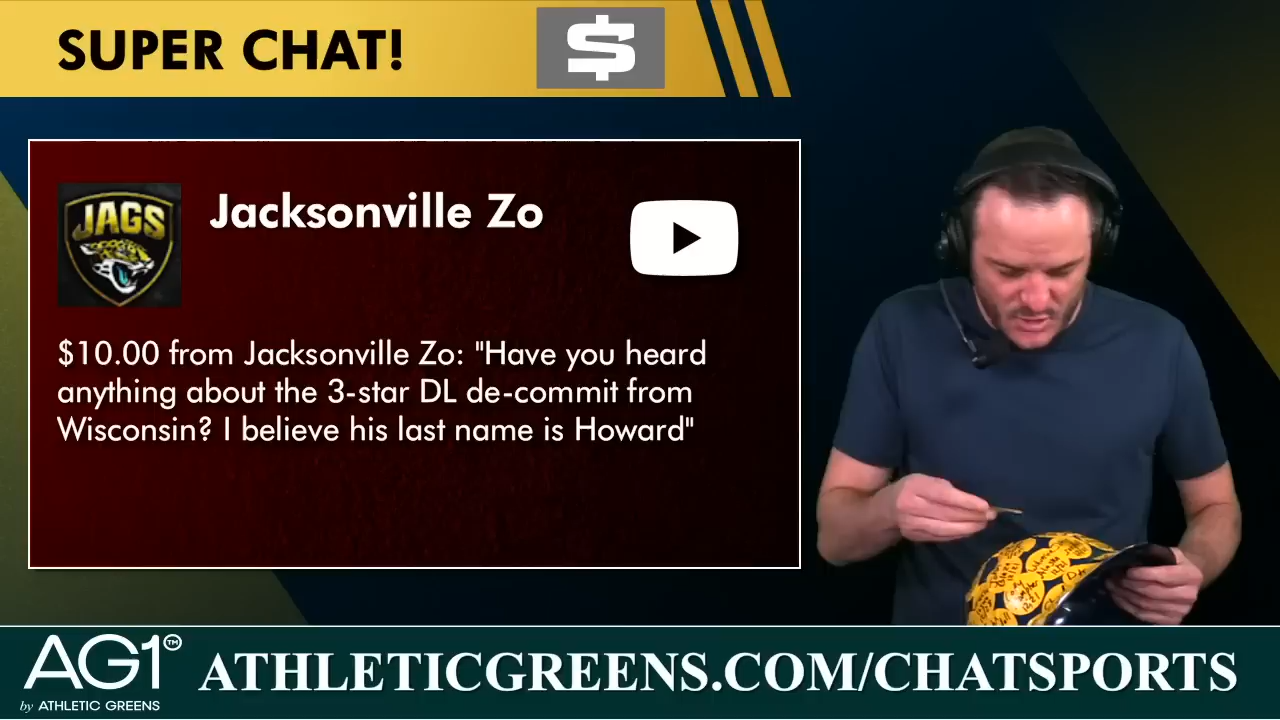 SUPER CHAT!
JAGS
Jacksonville Zo
$10.00 from Jacksonville Zo: "Have you heard
anything about the 3-star DL de-commit from
Wisconsin? I believe his last name is Howard"
AG1 TM
by ATHLETIC GREENS
ATHLETICGREENS.COM/CHATSPORTS